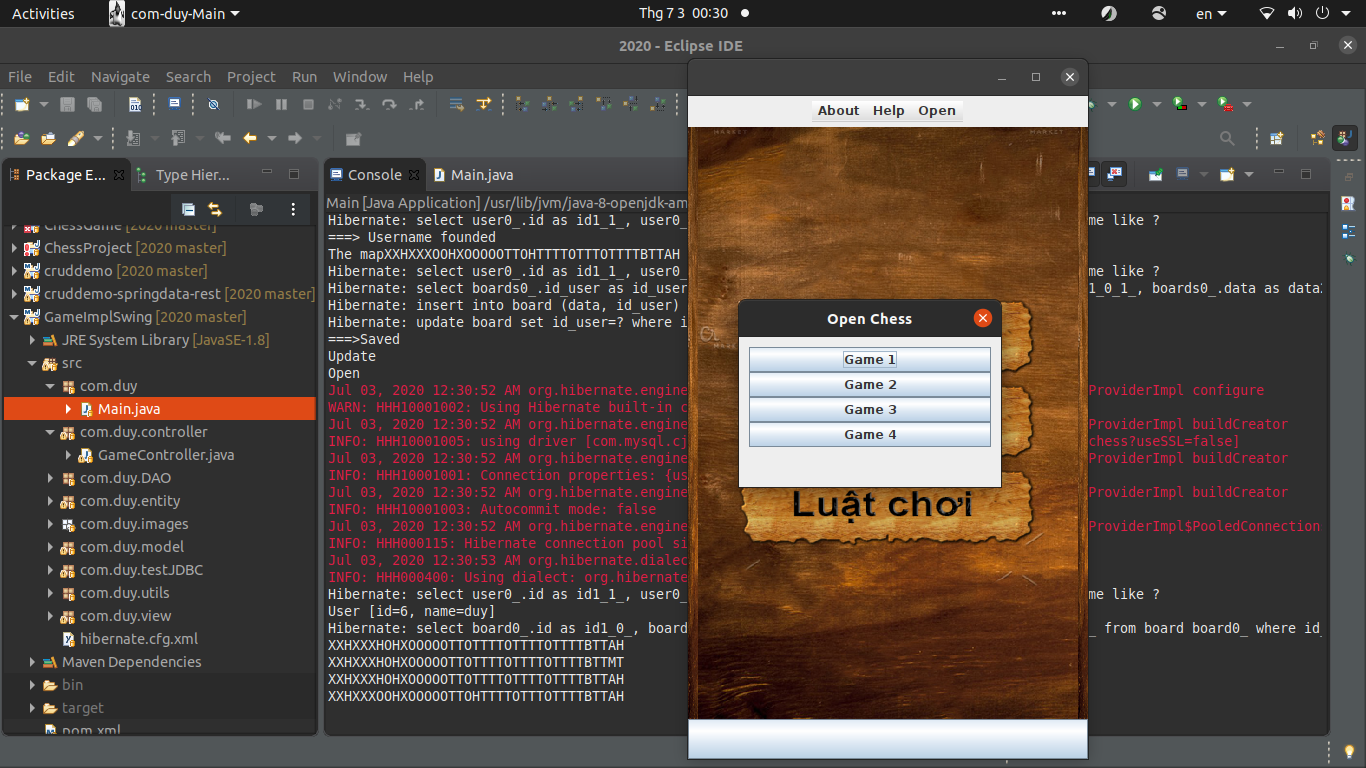 Activities
com-duy-Main
Thg 7 3 00:30
en
2020 - Eclipse IDE
File Edit Navigate Search Project Run Window Help
Package E...
Type Hier...
ChessGame [2020 master]
ChessProject [2020 master]
cruddemo [2020 master]
cruddemo-springdata-rest [2020 master]
GameImplSwing [2020 master]
JRE System Library [JavaSE-1.8]
src
com.duy
Main.java
com.duy.controller
GameController.java
com.duy.DAO
com.duy.entity
com.duy.images
com.duy.model
com.duy.testJDBC
com.duy.utils
com.duy.view
hibernate.cfg.xml
Maven Dependencies
bin
target
pom.xml
Console
Main.java
Main [Java Application] /usr/lib/jvm/java-8-openjdk-am
Hibernate: select user0_.id as id1_1_, user0_ me like ?
===> Username founded
The mapXXHXXXOOHXOOOOOTTOHTTTTOTTTOTTTTBTTAH
Hibernate: select user0_.id as id1_1_, user0_ me like ?
Hibernate: select boards0_.id_user as id_user 1_0_1_, boards0_.data as data
Hibernate: insert into board (data, id_user)
Hibernate: update board set id_user=? where i
===>Saved
Update
Open
Jul 03, 2020 12:30:52 AM org.hibernate.engine ProviderImpl configure
WARN: HHH10001002: Using Hibernate built-in c
Jul 03, 2020 12:30:52 AM org.hibernate.engine ProviderImpl buildCreator
INFO: HHH10001005: using driver [com.mysql.cj chess?useSSL=false]
Jul 03, 2020 12:30:52 AM org.hibernate.engine ProviderImpl buildCreator
INFO: HHH10001001: Connection properties: {us
Jul 03, 2020 12:30:52 AM org.hibernate.engine ProviderImpl buildCreator
INFO: HHH10001003: Autocommit mode: false
Jul 03, 2020 12:30:52 AM org.hibernate.engine ProviderImpl$PooledConnection
INFO: HHH000115: Hibernate connection pool si
Jul 03, 2020 12:30:53 AM org.hibernate.dialec
INFO: HHH000400: Using dialect: org.hibernate
Hibernate: select user0_.id as id1_1_, user0_ me like ?
User [id=6, name=duy]
Hibernate: select board0_.id as id1_0_, board _ from board board0_ where id_
XXHXXXHOHXOOOOOTTOTTTTOTTTTOTTTTBTTAH
XXHXXXHOHXOOOOOTTOTTTTOTTTTOTTTTBTTMT
XXHXXXHOHXOOOOOTTOTTTTOTTTTOTTTTBTTAH
XXHXXXOOHXOOOOOTTOHTTTTOTTTOTTTTBTTAH
About Help Open
MARKET
MARKET
Open Chess
Game 1
Game 2
Game 3
Game 4
Luật chơi